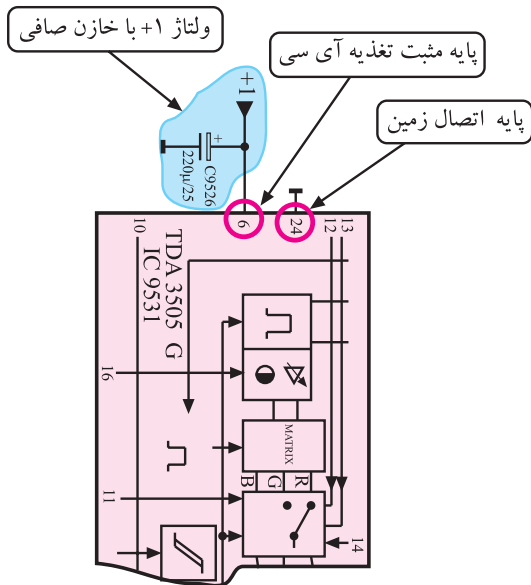 ولتاژ ۱+ با خازن صافی
پایه مثبت تغذیه آی سی
پایه اتصال زمین
+1
+
C9526
220µ/25
10
6
24
12
13
TDA 3505 G
IC 9531
16
MATRIX
B
G
R
11
14